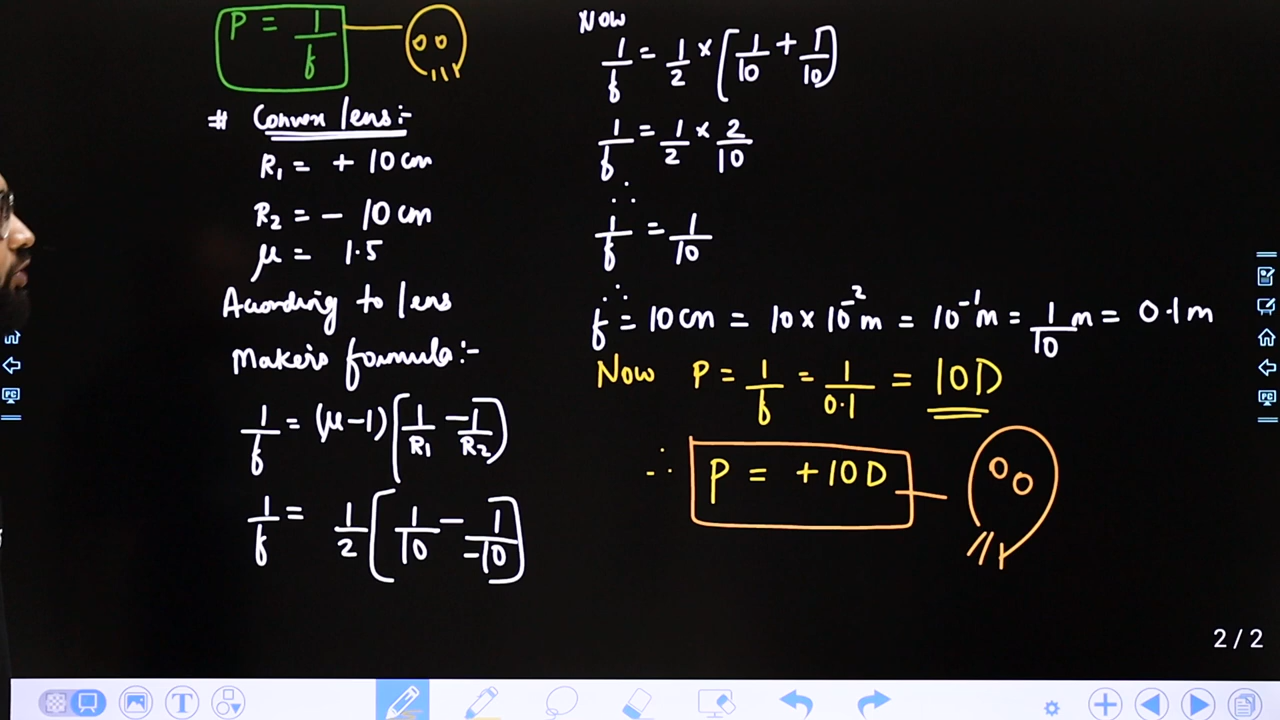 P = 1/f
# Convex lens:-
R₁ = + 10 cm
R₂ = - 10 cm
μ = 1.5
According to lens
Maker's formula:-
1/f = (μ-1) [1/R₁ - 1/R₂]
1/f = 1/2 [1/10 - 1/-10]
Now
1/f = 1/2 × [1/10 + 1/10]
1/f = 1/2 × 2/10
∴
1/f = 1/10
∴
f = 10 cm = 10 × 10⁻² m = 10⁻¹ m = 1/10 m = 0.1 m
Now P = 1/f = 1/0.1 = 10D
∴ P = +10D
2 / 2
PC
PC
T